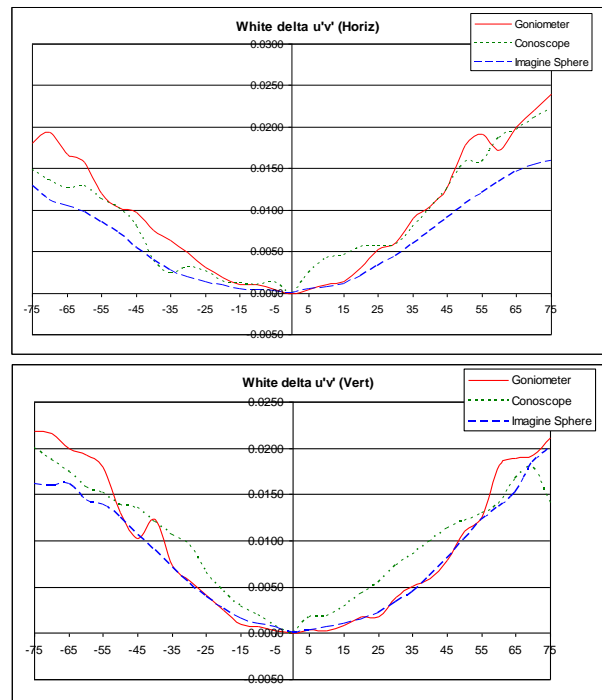 White delta u'v' (Horiz)
Goniometer
Conoscope
Imagine Sphere
0.0300
0.0250
0.0200
0.0150
0.0100
0.0050
0.0000
-0.0050
-75 -65 -55 -45 -35 -25 -15 -5 5 15 25 35 45 55 65 75
White delta u'v' (Vert)
Goniometer
Conoscope
Imagine Sphere
0.0250
0.0200
0.0150
0.0100
0.0050
0.0000
-0.0050
-75 -65 -55 -45 -35 -25 -15 -5 5 15 25 35 45 55 65 75